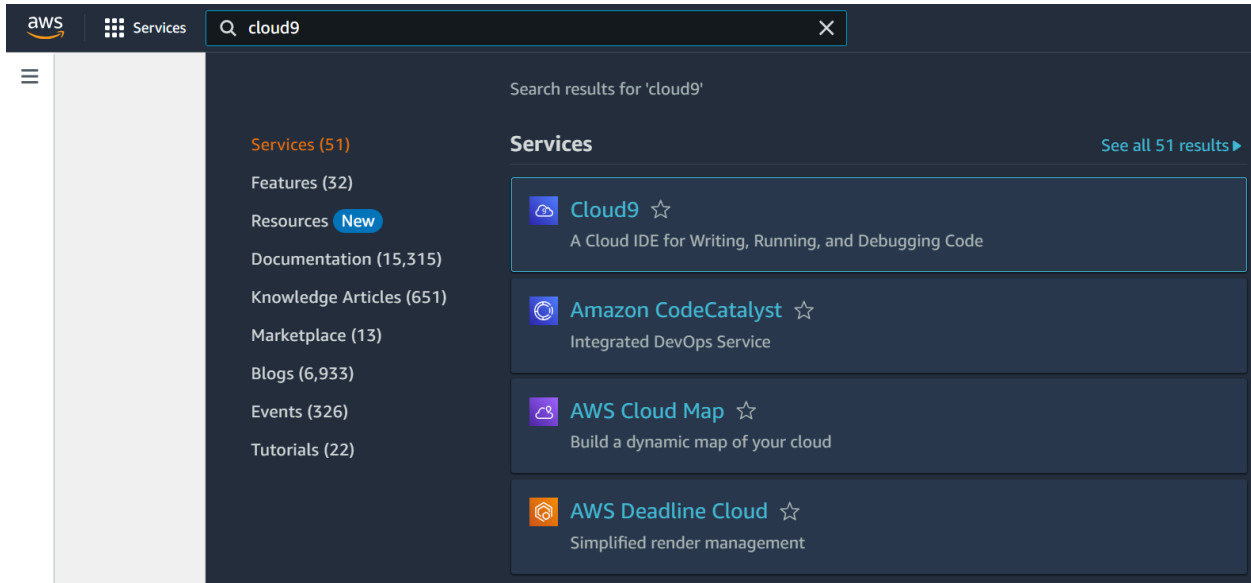 aws
Services
cloud9
Search results for 'cloud9'
Services (51)
Features (32)
Resources New
Documentation (15,315)
Knowledge Articles (651)
Marketplace (13)
Blogs (6,933)
Events (326)
Tutorials (22)
Services
See all 51 results
Cloud9
A Cloud IDE for Writing, Running, and Debugging Code
Amazon CodeCatalyst
Integrated DevOps Service
AWS Cloud Map
Build a dynamic map of your cloud
AWS Deadline Cloud
Simplified render management